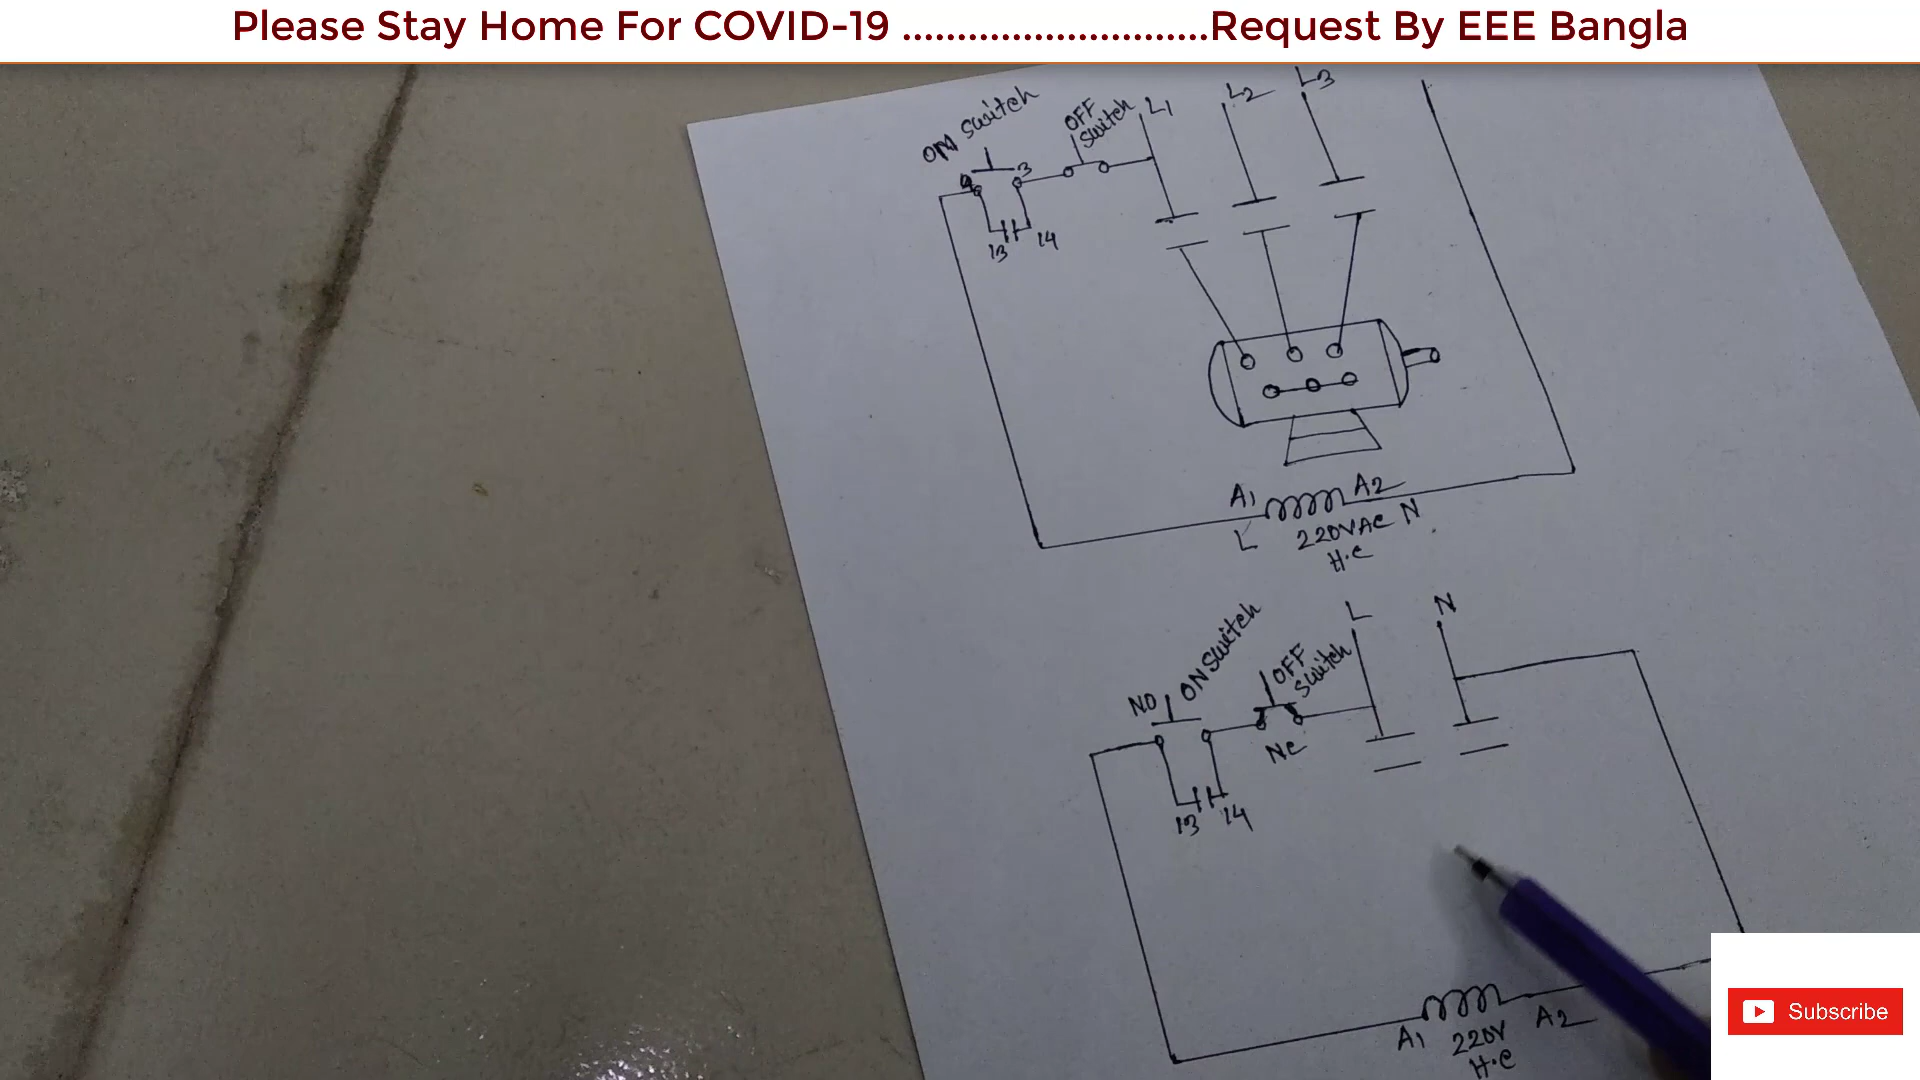 Please Stay Home For COVID-19 ............................Request By EEE Bangla
ON switch
OFF
switch
L1
L2
L3
4
3
13
14
A1
A2
L
220VAC N
H.C
L
N
NO ON switch
OFF
switch
NC
13
14
A1
220V
A2
H.C
Subscribe